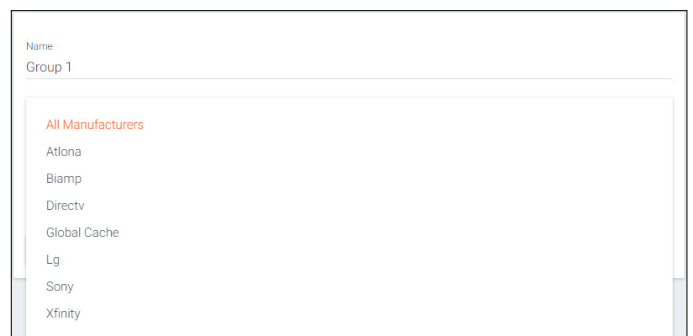 Name
Group 1
All Manufacturers
Atlona
Biamp
Directv
Global Cache
Lg
Sony
Xfinity